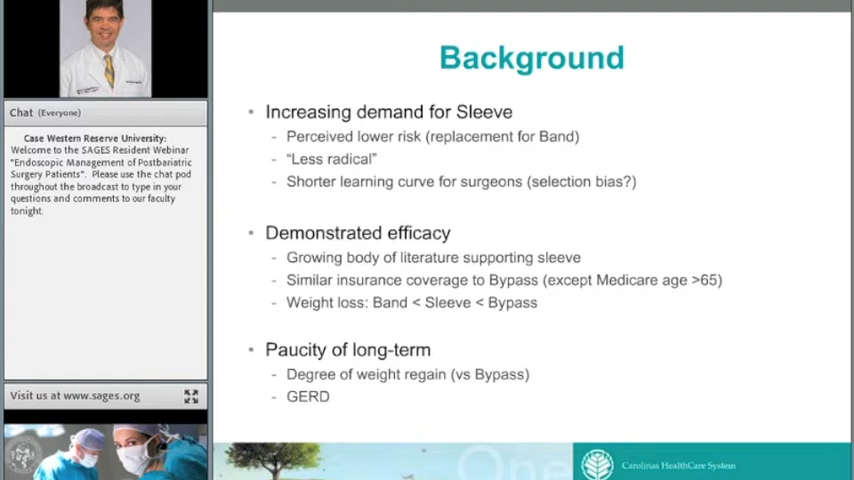 Chat (Everyone)
Case Western Reserve University:
Welcome to the SAGES Resident Webinar
"Endoscopic Management of Postbariatric
Surgery Patients". Please use the chat pod
throughout the broadcast to type in your
questions and comments to our faculty
tonight.
Visit us at www.sages.org
Background
• Increasing demand for Sleeve
- Perceived lower risk (replacement for Band)
- “Less radical”
- Shorter learning curve for surgeons (selection bias?)
• Demonstrated efficacy
- Growing body of literature supporting sleeve
- Similar insurance coverage to Bypass (except Medicare age >65)
- Weight loss: Band < Sleeve < Bypass
• Paucity of long-term
- Degree of weight regain (vs Bypass)
- GERD
One
Carolinas HealthCare System